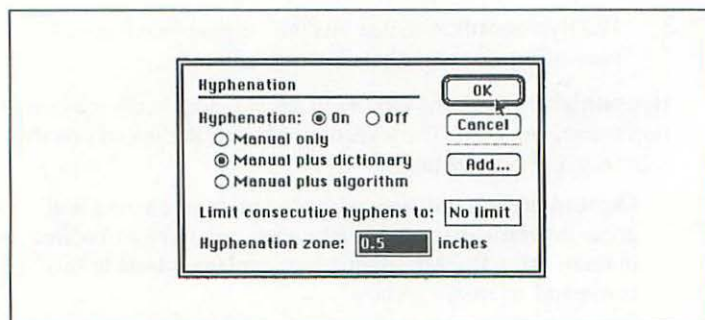 Hyphenation
OK
Hyphenation: On Off
Cancel
Manual only
Manual plus dictionary
Add...
Manual plus algorithm
Limit consecutive hyphens to: No limit
Hyphenation zone: 0.5 inches